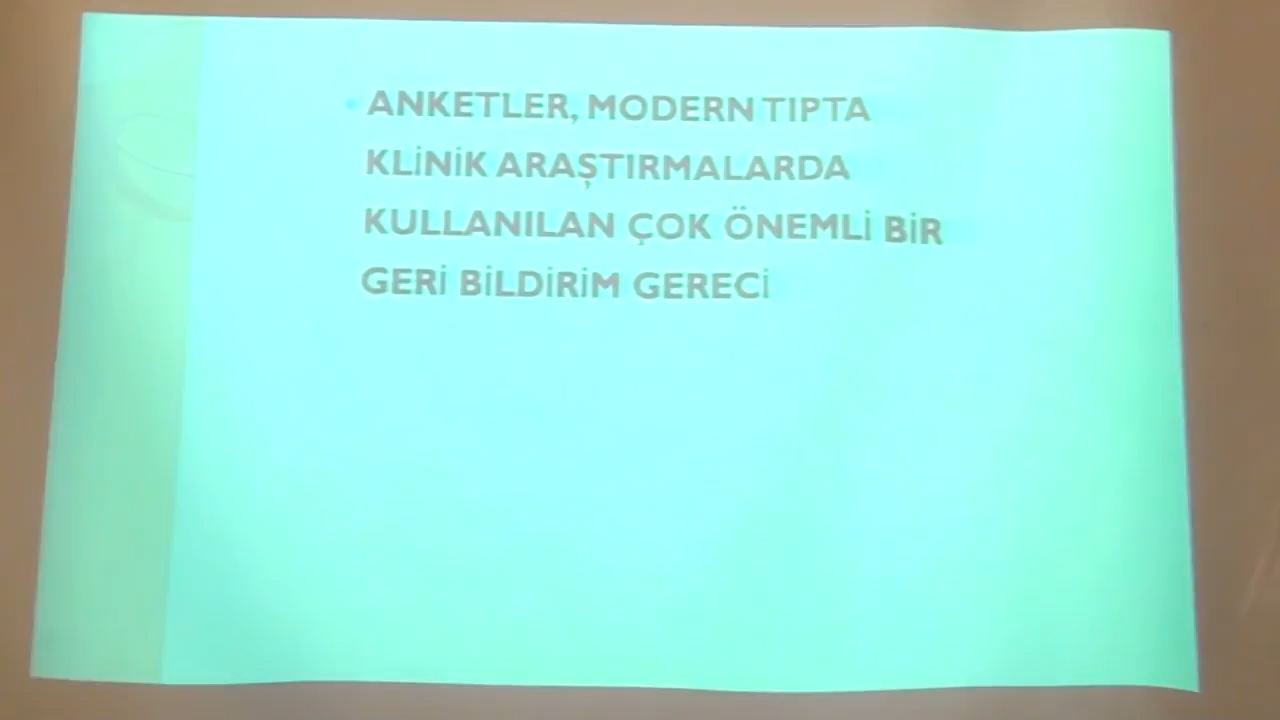 • ANKETLER, MODERN TIPTA
KLİNİK ARAŞTIRMALARDA
KULLANILAN ÇOK ÖNEMLİ BİR
GERİ BİLDİRİM GERECİ